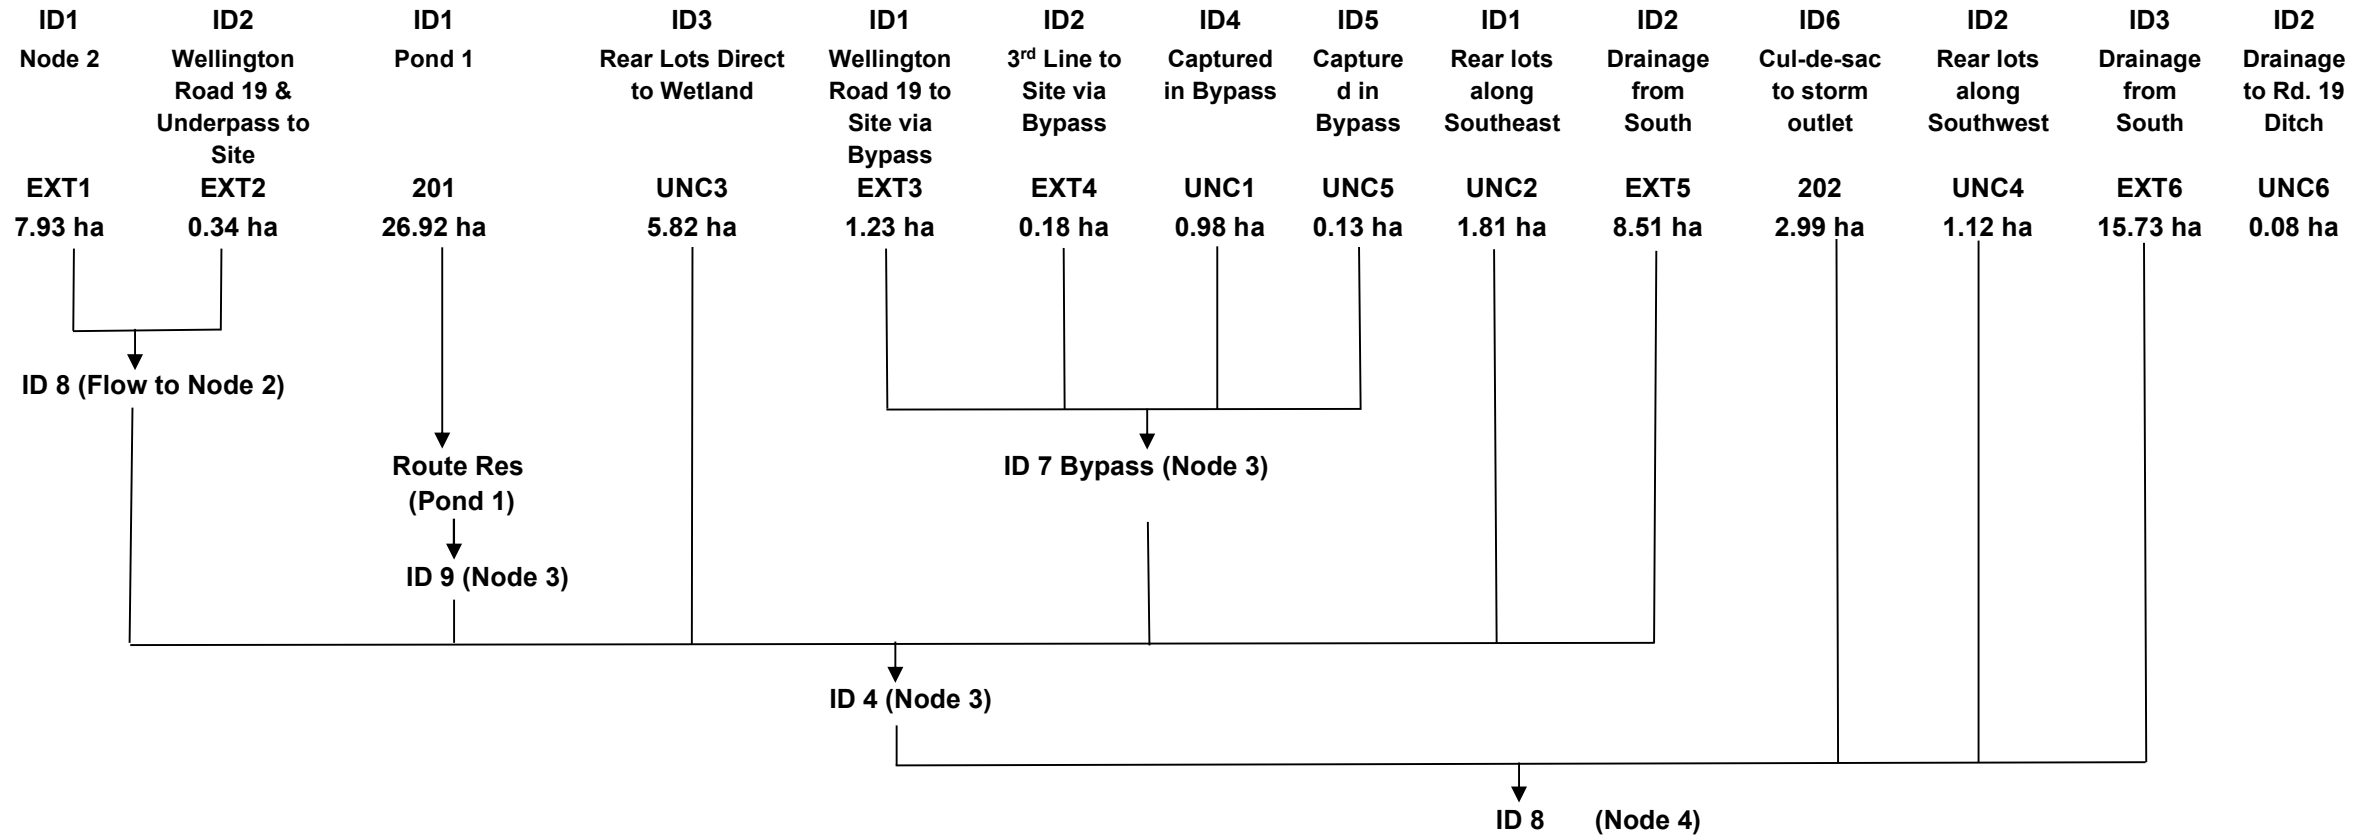 ID1 ID2 ID1 ID3 ID1 ID2 ID4 ID5 ID1 ID2 ID6 ID2 ID3 ID2
Node 2 Wellington Pond 1 Rear Lots Direct Wellington 3rd Line to Captured Capture Rear lots Drainage Cul-de-sac Rear lots Drainage Drainage
Road 19 & to Wetland Road 19 to Site via in Bypass d in along from to storm along from to Rd. 19
Underpass to Site via Bypass Bypass Southeast South outlet Southwest South Ditch
Site Bypass
EXT1 EXT2 201 UNC3 EXT3 EXT4 UNC1 UNC5 UNC2 EXT5 202 UNC4 EXT6 UNC6
7.93 ha 0.34 ha 26.92 ha 5.82 ha 1.23 ha 0.18 ha 0.98 ha 0.13 ha 1.81 ha 8.51 ha 2.99 ha 1.12 ha 15.73 ha 0.08 ha
ID 8 (Flow to Node 2)
Route Res ID 7 Bypass (Node 3)
(Pond 1)
ID 9 (Node 3)
ID 4 (Node 3)
ID 8 (Node 4)